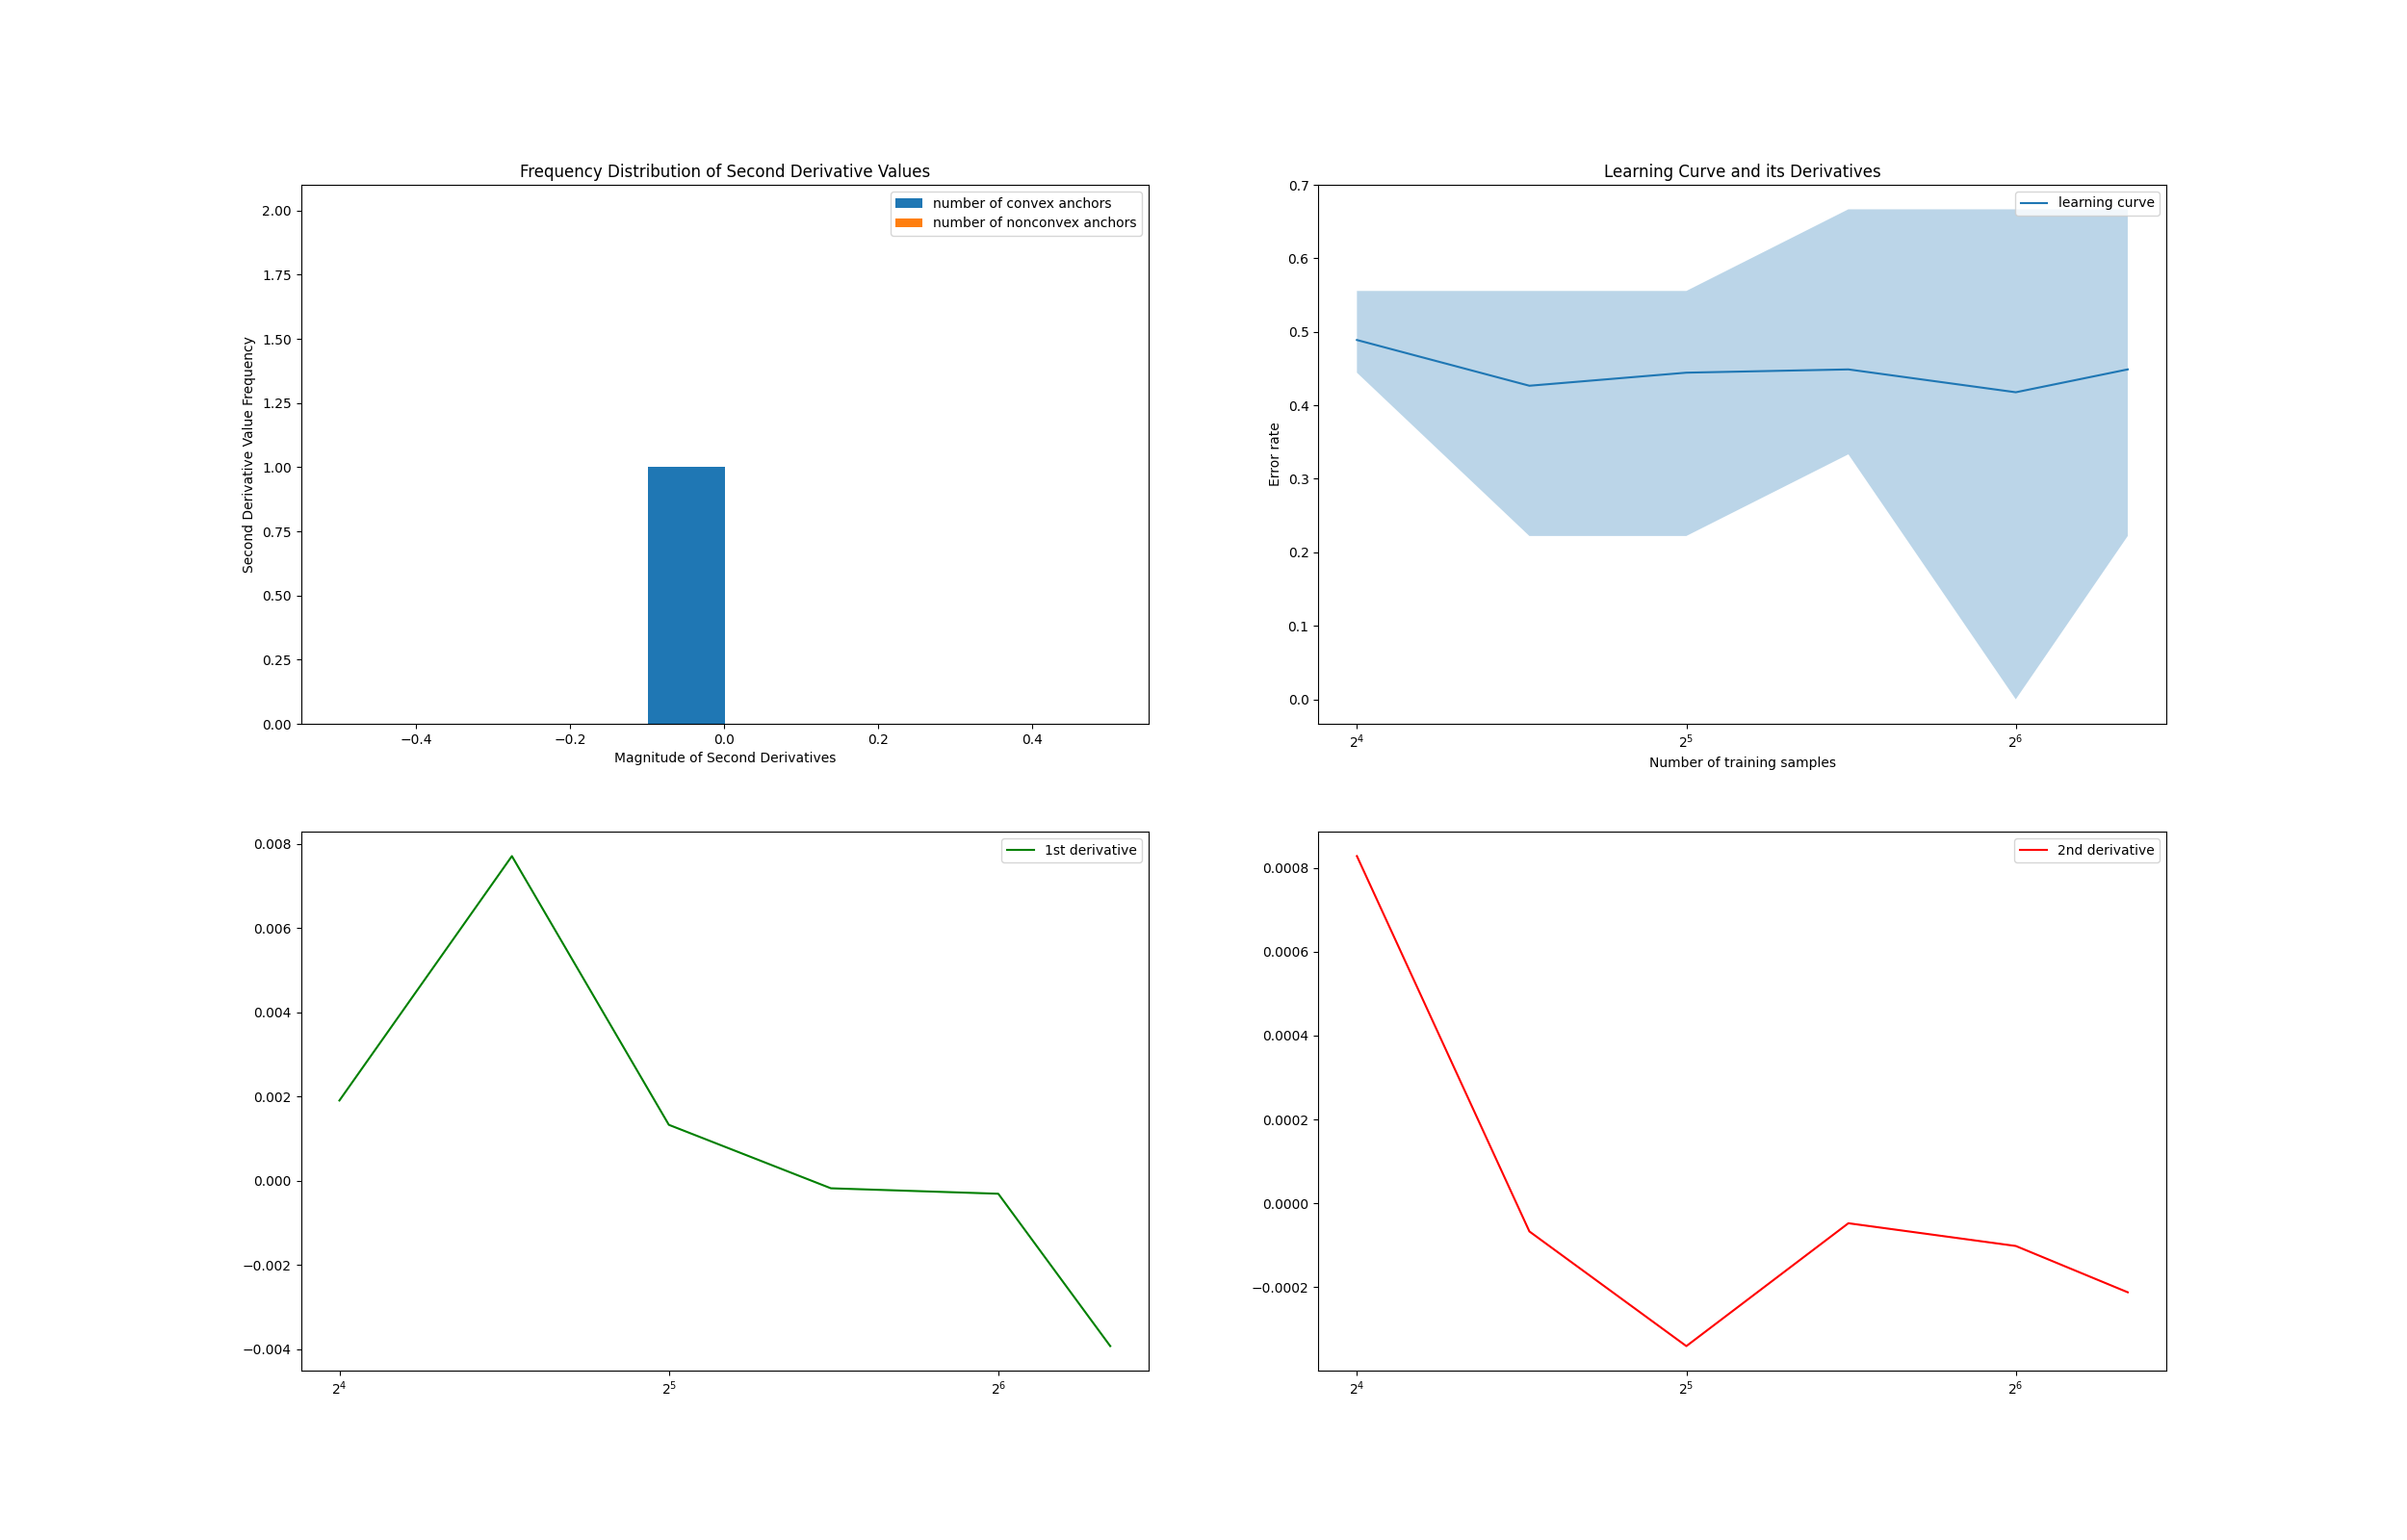 Frequency Distribution of Second Derivative Values
number of convex anchors
number of nonconvex anchors
2.00
1.75
1.50
1.25
1.00
0.75
0.50
0.25
0.00
Second Derivative Value Frequency
−0.4 −0.2 0.0 0.2 0.4
Magnitude of Second Derivatives
Learning Curve and its Derivatives
learning curve
0.7
0.6
0.5
0.4
0.3
0.2
0.1
0.0
Error rate
2⁴ 2⁵ 2⁶
Number of training samples
1st derivative
0.008
0.006
0.004
0.002
0.000
−0.002
−0.004
2⁴ 2⁵ 2⁶
2nd derivative
0.0008
0.0006
0.0004
0.0002
0.0000
−0.0002
2⁴ 2⁵ 2⁶